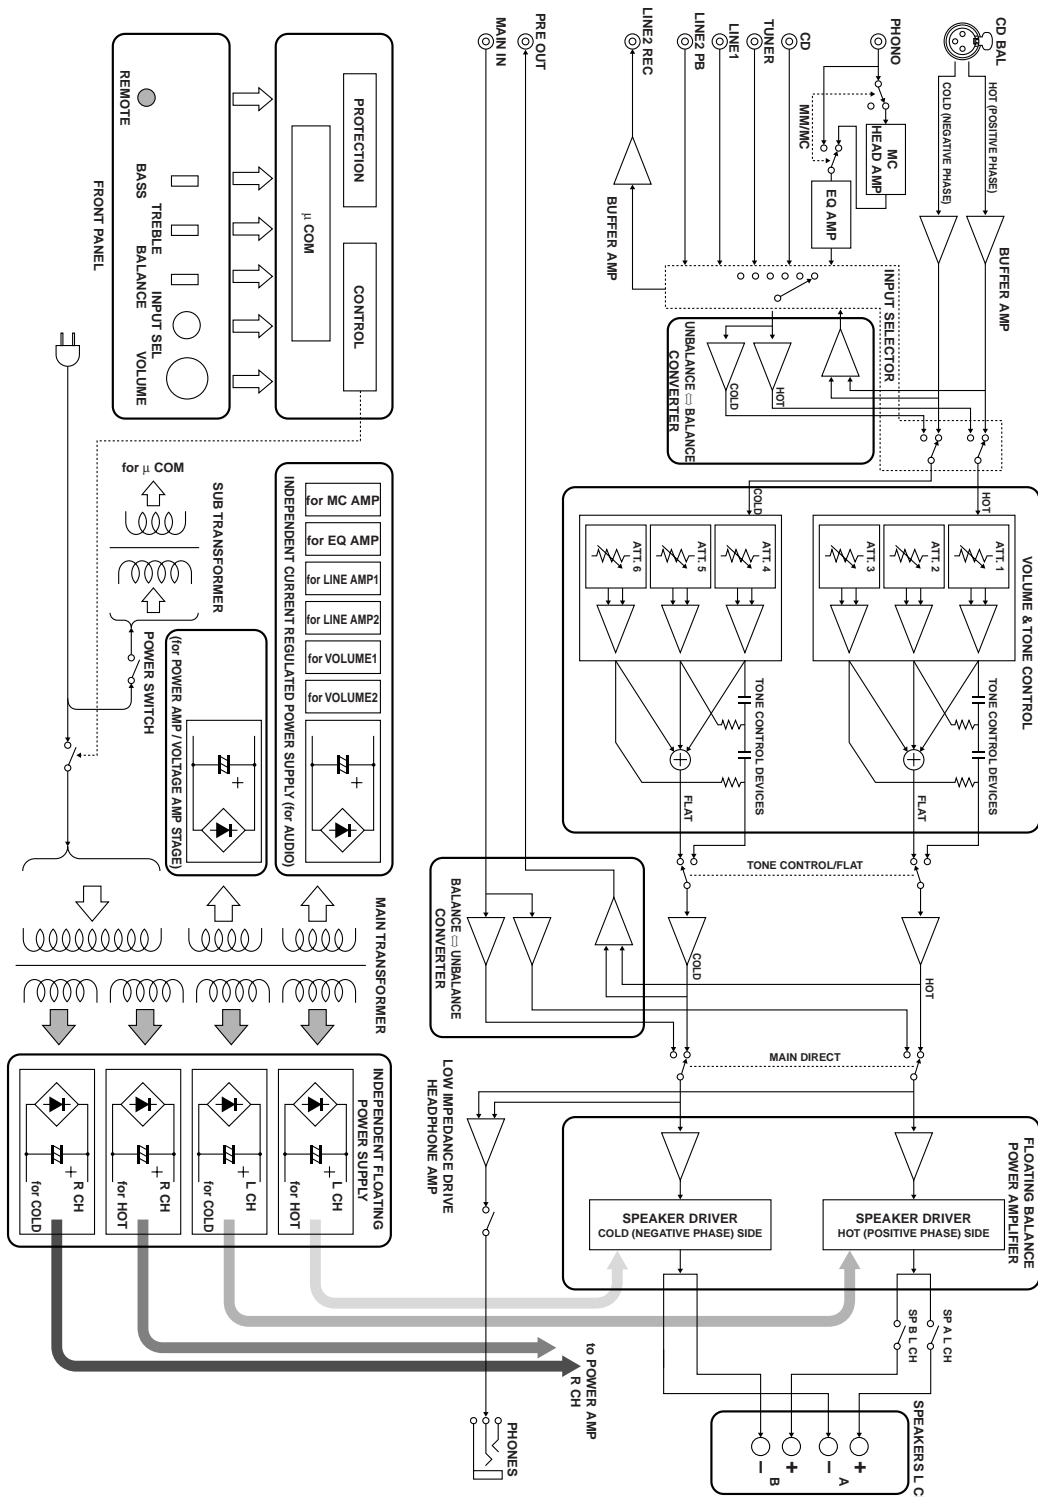 CD BAL
HOT (POSITIVE PHASE)
COLD (NEGATIVE PHASE)
BUFFER AMP
PHONO
MC
HEAD AMP
MM/MC
EQ AMP
CD
TUNER
LINE1
LINE2 PB
LINE2 REC
BUFFER AMP
INPUT SELECTOR
HOT
COLD
UNBALANCE ⇔ BALANCE
CONVERTER
PRE OUT
MAIN IN
VOLUME & TONE CONTROL
HOT
ATT. 1
ATT. 2
ATT. 3
TONE CONTROL DEVICES
FLAT
COLD
ATT. 4
ATT. 5
ATT. 6
TONE CONTROL DEVICES
FLAT
TONE CONTROL/FLAT
HOT
COLD
BALANCE ⇔ UNBALANCE
CONVERTER
MAIN DIRECT
FLOATING BALANCE
POWER AMPLIFIER
SPEAKER DRIVER
HOT (POSITIVE PHASE) SIDE
SPEAKER DRIVER
COLD (NEGATIVE PHASE) SIDE
SP A L CH
SP B L CH
SPEAKERS L C
+
−
A
+
−
B
LOW IMPEDANCE DRIVE
HEADPHONE AMP
PHONES
PROTECTION
CONTROL
μ COM
REMOTE
BASS
TREBLE
BALANCE
INPUT SEL
VOLUME
FRONT PANEL
for μ COM
SUB TRANSFORMER
POWER SWITCH
for MC AMP
for EQ AMP
for LINE AMP1
for LINE AMP2
for VOLUME1
for VOLUME2
+
INDEPENDENT CURRENT REGULATED POWER SUPPLY (for AUDIO)
+
(for POWER AMP / VOLTAGE AMP STAGE)
MAIN TRANSFORMER
INDEPENDENT FLOATING
POWER SUPPLY
+
L CH
for HOT
+
L CH
for COLD
+
R CH
for HOT
+
R CH
for COLD
to POWER AMP
R CH